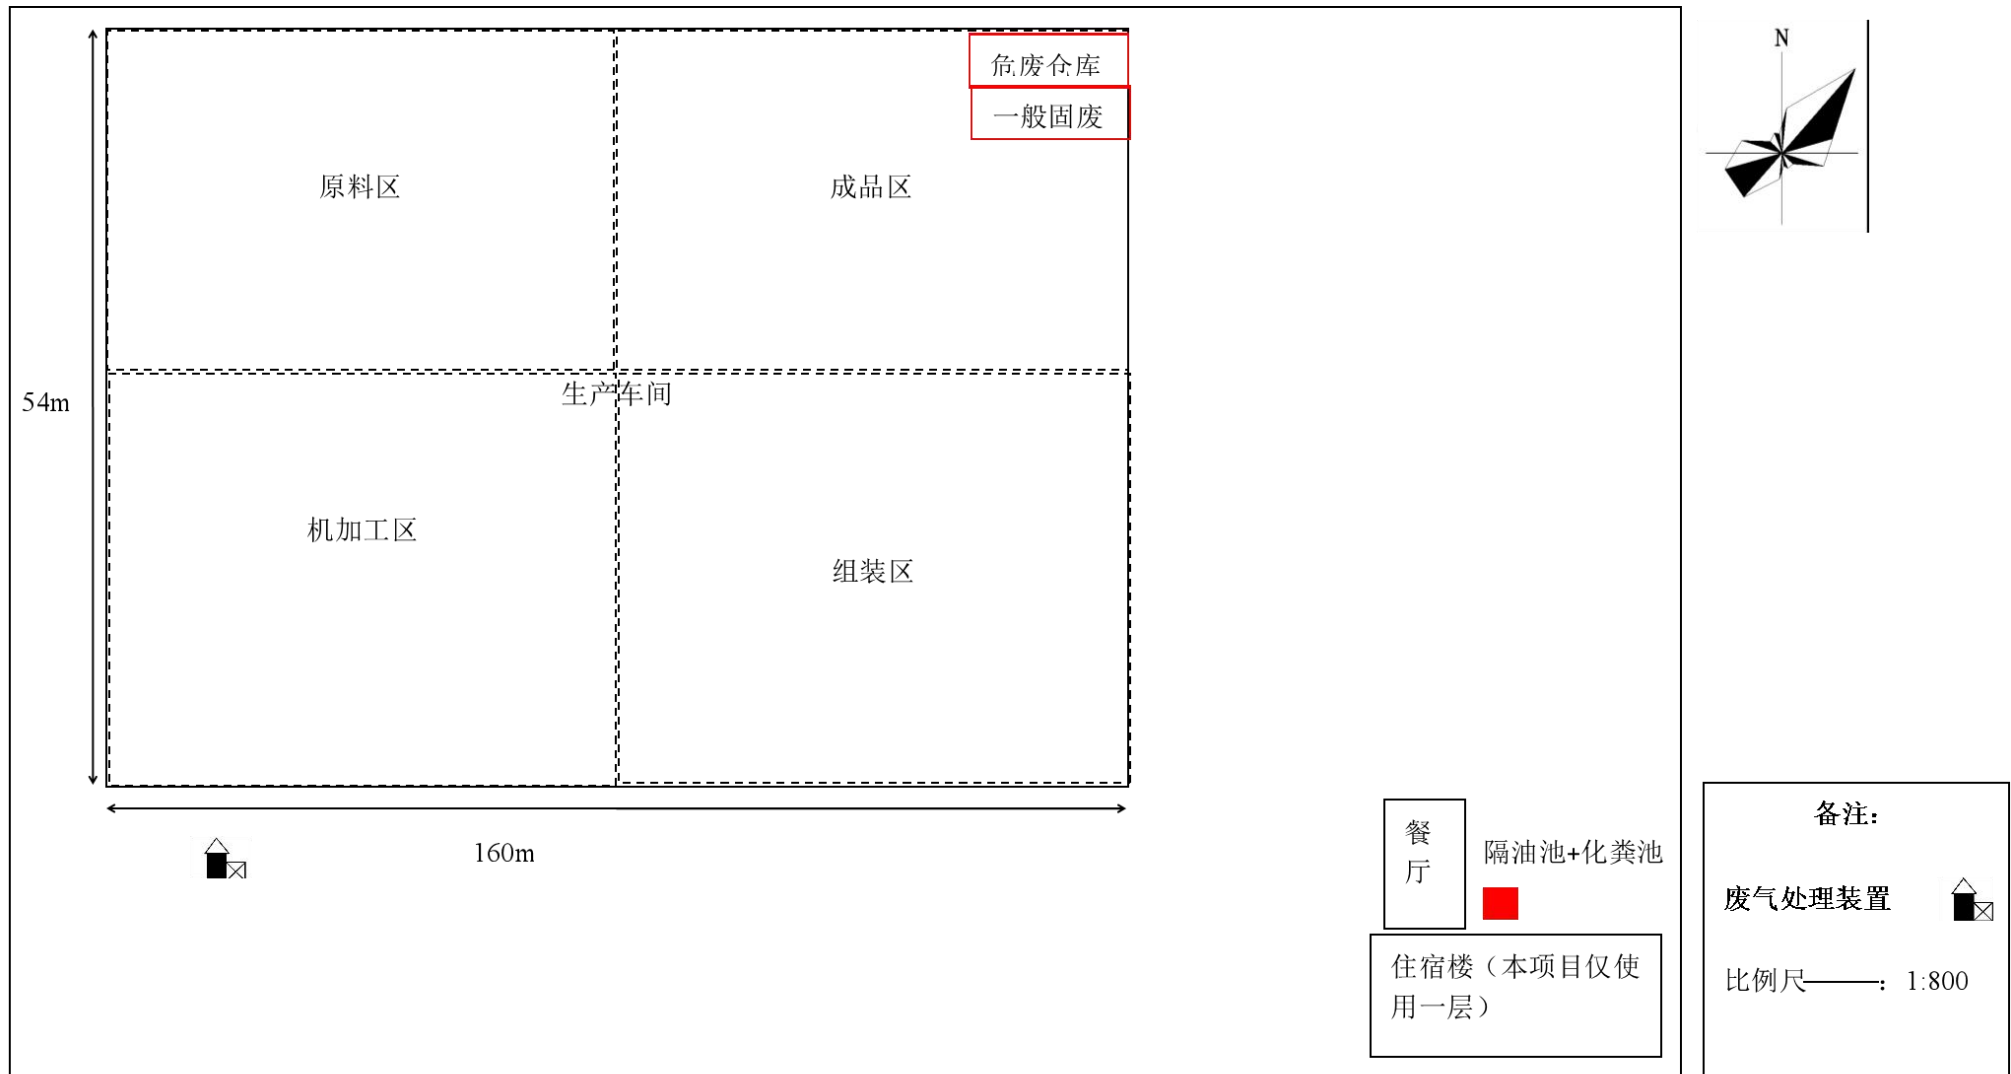 危废仓库
一般固废
N
原料区
成品区
54m
生产车间
机加工区
组装区
160m
餐
厅
隔油池+化粪池
住宿楼（本项目仅使
用一层）
备注：
废气处理装置
比例尺———： 1:800